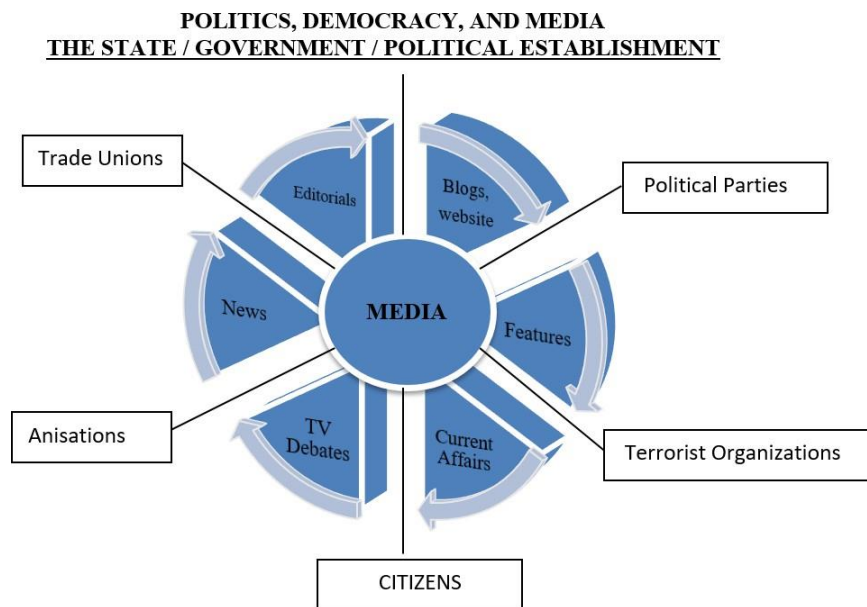 POLITICS, DEMOCRACY, AND MEDIA
THE STATE / GOVERNMENT / POLITICAL ESTABLISHMENT
Trade Unions
Editorials
Blogs,
website
Political Parties
News
MEDIA
Features
Anisations
TV
Debates
Current
Affairs
Terrorist Organizations
CITIZENS